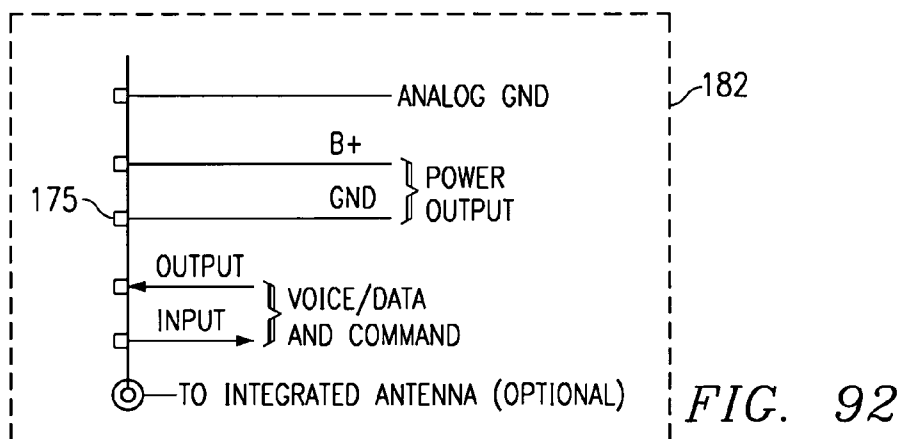 ANALOG GND
182
B+
POWER
OUTPUT
GND
175
OUTPUT
VOICE/DATA
AND COMMAND
INPUT
TO INTEGRATED ANTENNA (OPTIONAL)
FIG. 92